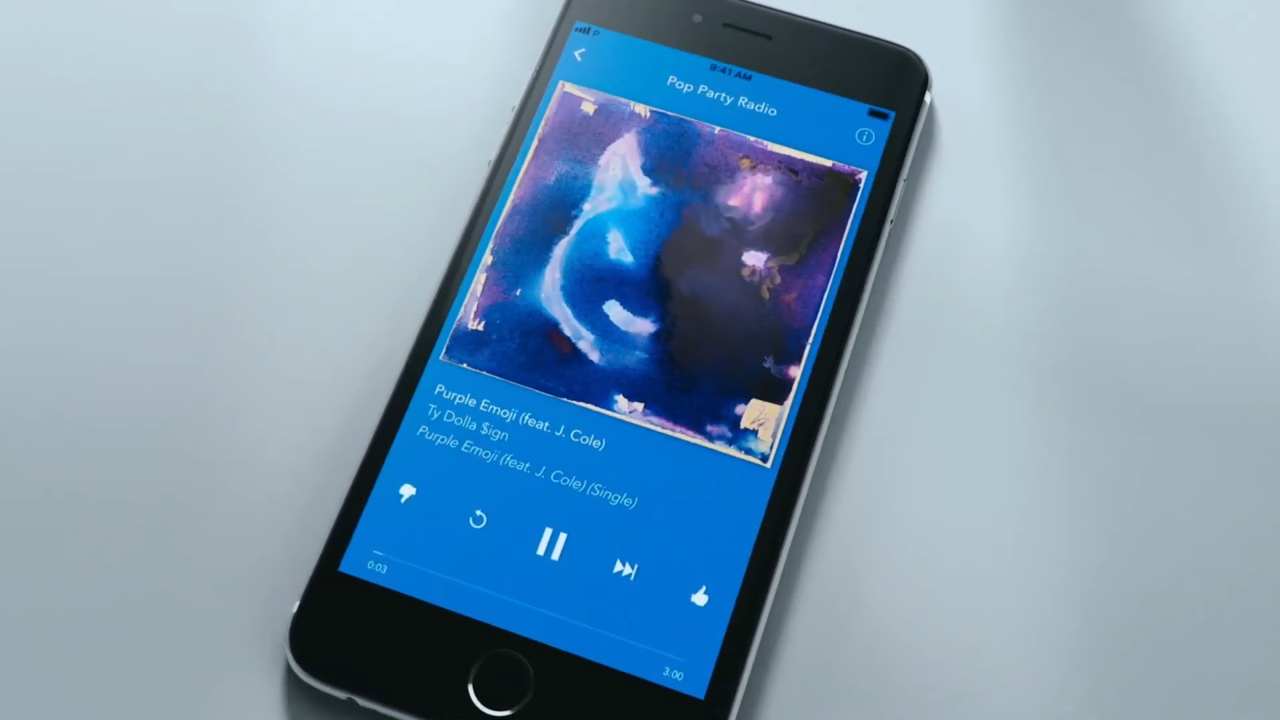 P
9:41 AM
Pop Party Radio
Purple Emoji (feat. J. Cole)
Ty Dolla $ign
Purple Emoji (feat. J. Cole) (Single)
0:03
3:00